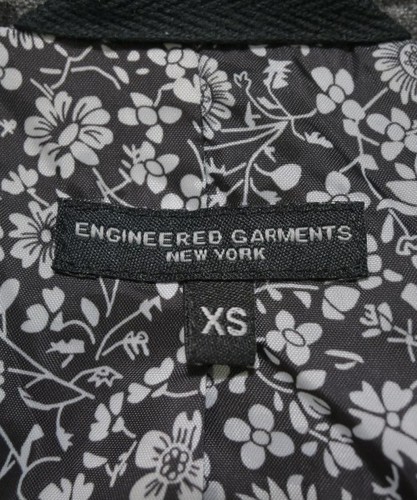 ENGINEERED GARMENTS
NEW YORK
XS